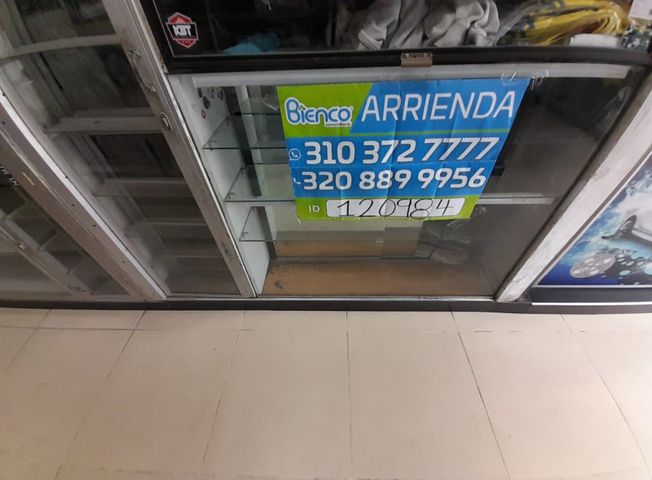 KBT
Bienco
ARRIENDA
310 372 7777
320 889 9956
ID 120984